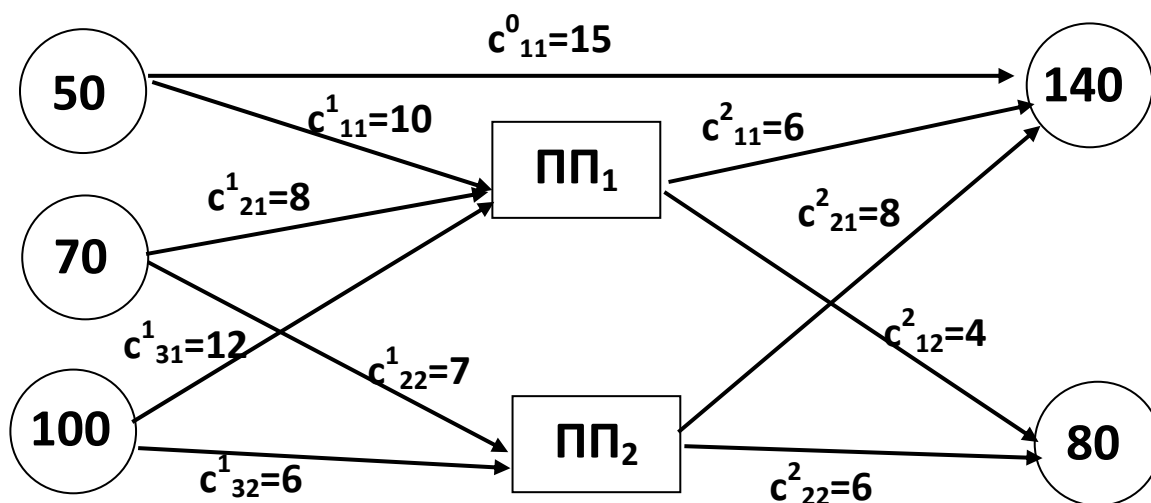 c⁰₁₁=15
50
140
c¹₁₁=10
c²₁₁=6
ПП₁
c¹₂₁=8
c²₂₁=8
70
c¹₃₁=12
c¹₂₂=7
c²₁₂=4
100
ПП₂
80
c¹₃₂=6
c²₂₂=6